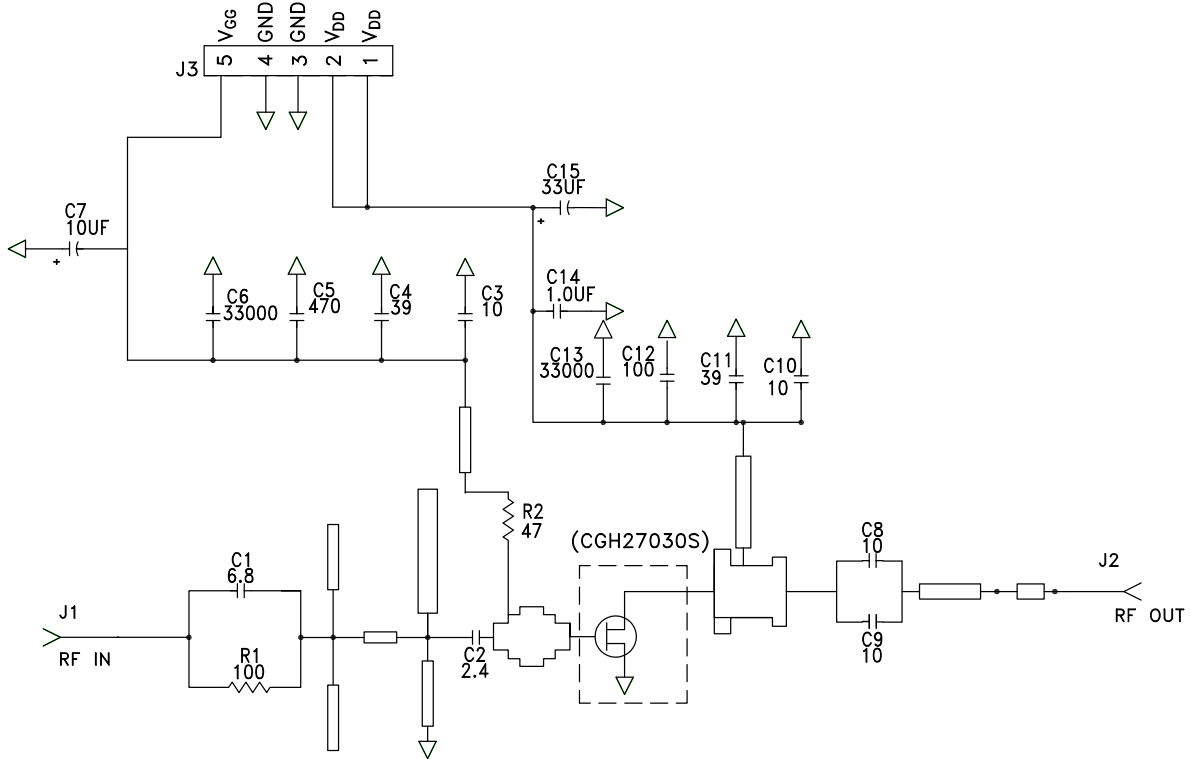 VGG
GND
GND
VDD
VDD
J3
5
4
3
2
1
C15
33UF
+
C7
10UF
+
C6
33000
C5
470
C4
39
C3
10
C14
1.0UF
C13
33000
C12
100
C11
39
C10
10
R2
47
(CGH27030S)
C1
6.8
C8
10
J2
RF OUT
J1
RF IN
R1
100
C2
2.4
C9
10